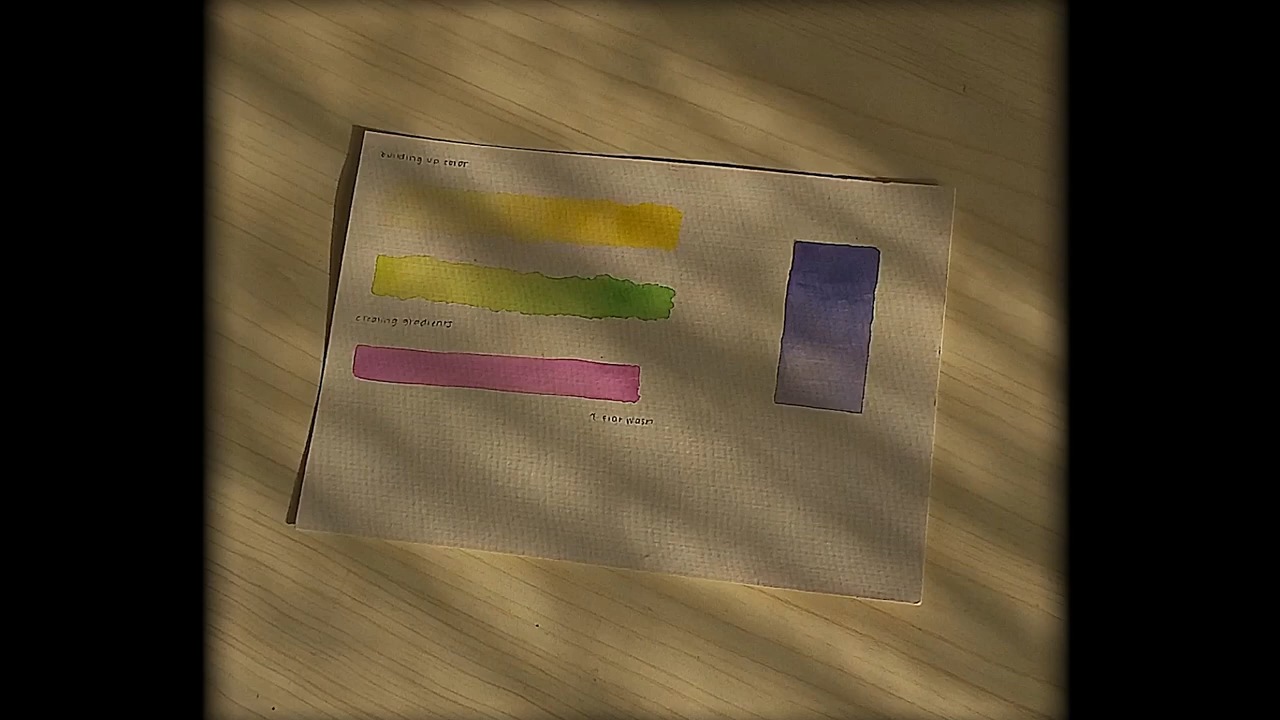 building up color
creating gradients
↑ flat wash